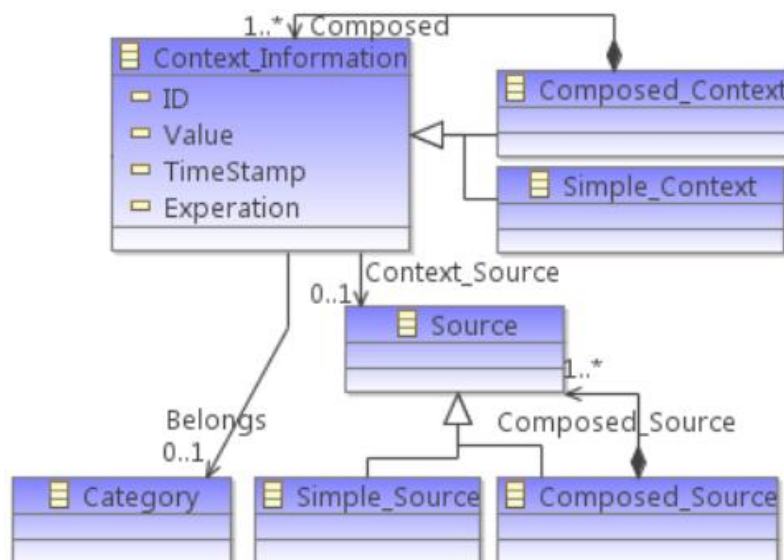 1..* Composed
Context_Information
ID
Value
TimeStamp
Experation
Composed_Context
Simple_Context
Context_Source
0..1
Source
1..*
Composed_Source
Belongs
0..1
Category
Simple_Source
Composed_Source